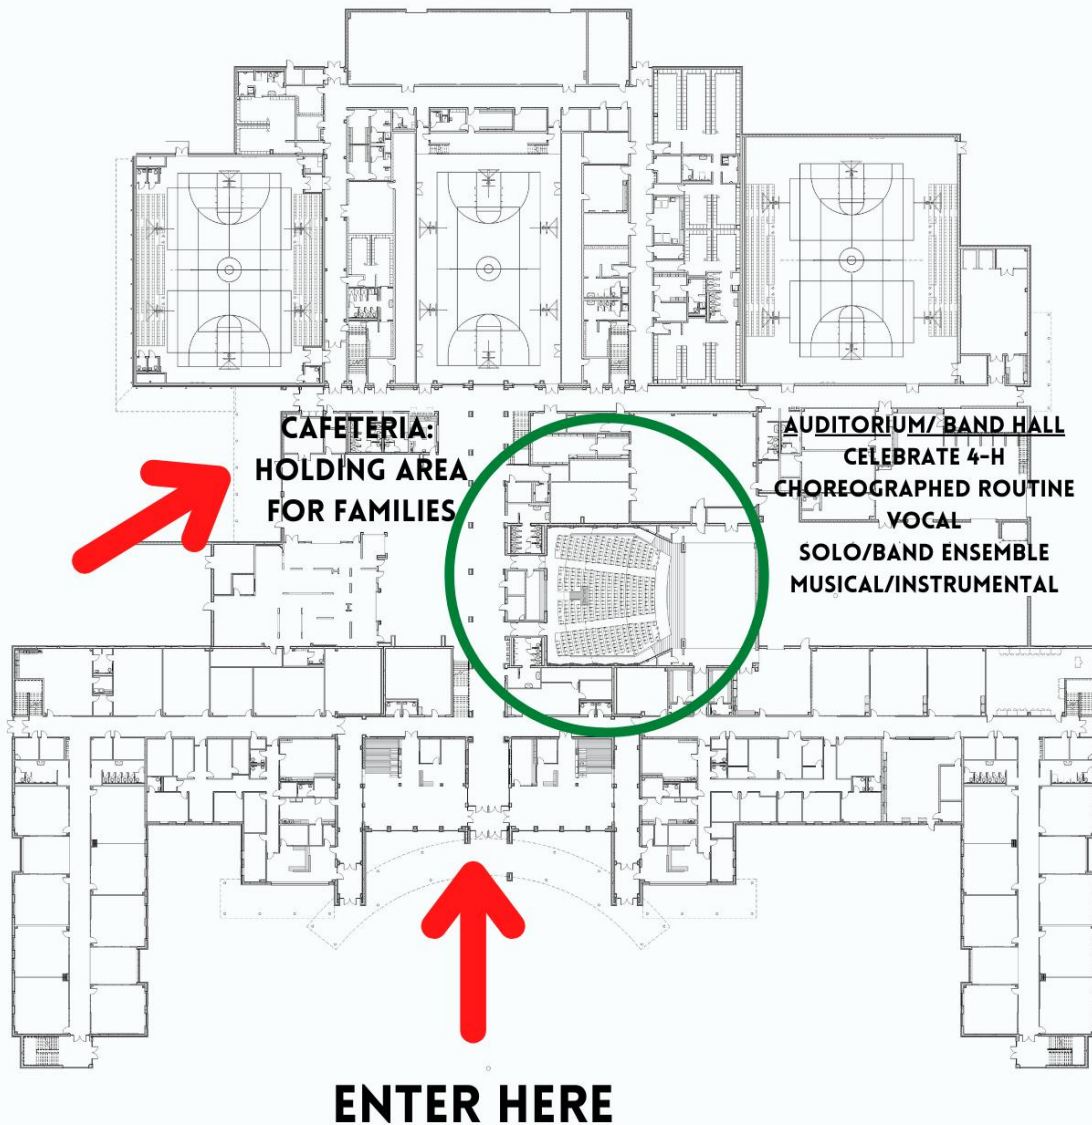 CAFETERIA:
HOLDING AREA
FOR FAMILIES
AUDITORIUM/ BAND HALL
CELEBRATE 4-H
CHOREOGRAPHED ROUTINE
VOCAL
SOLO/BAND ENSEMBLE
MUSICAL/INSTRUMENTAL
ENTER HERE